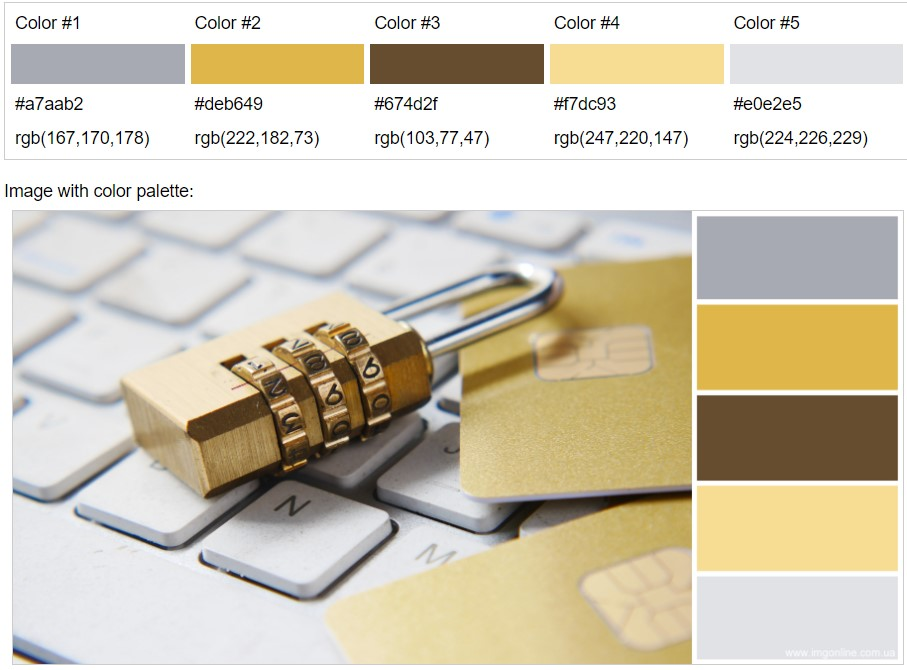 Color #1 Color #2 Color #3 Color #4 Color #5
#a7aab2 #deb649 #674d2f #f7dc93 #e0e2e5
rgb(167,170,178) rgb(222,182,73) rgb(103,77,47) rgb(247,220,147) rgb(224,226,229)
Image with color palette:
N
M
www.imgonline.com.ua